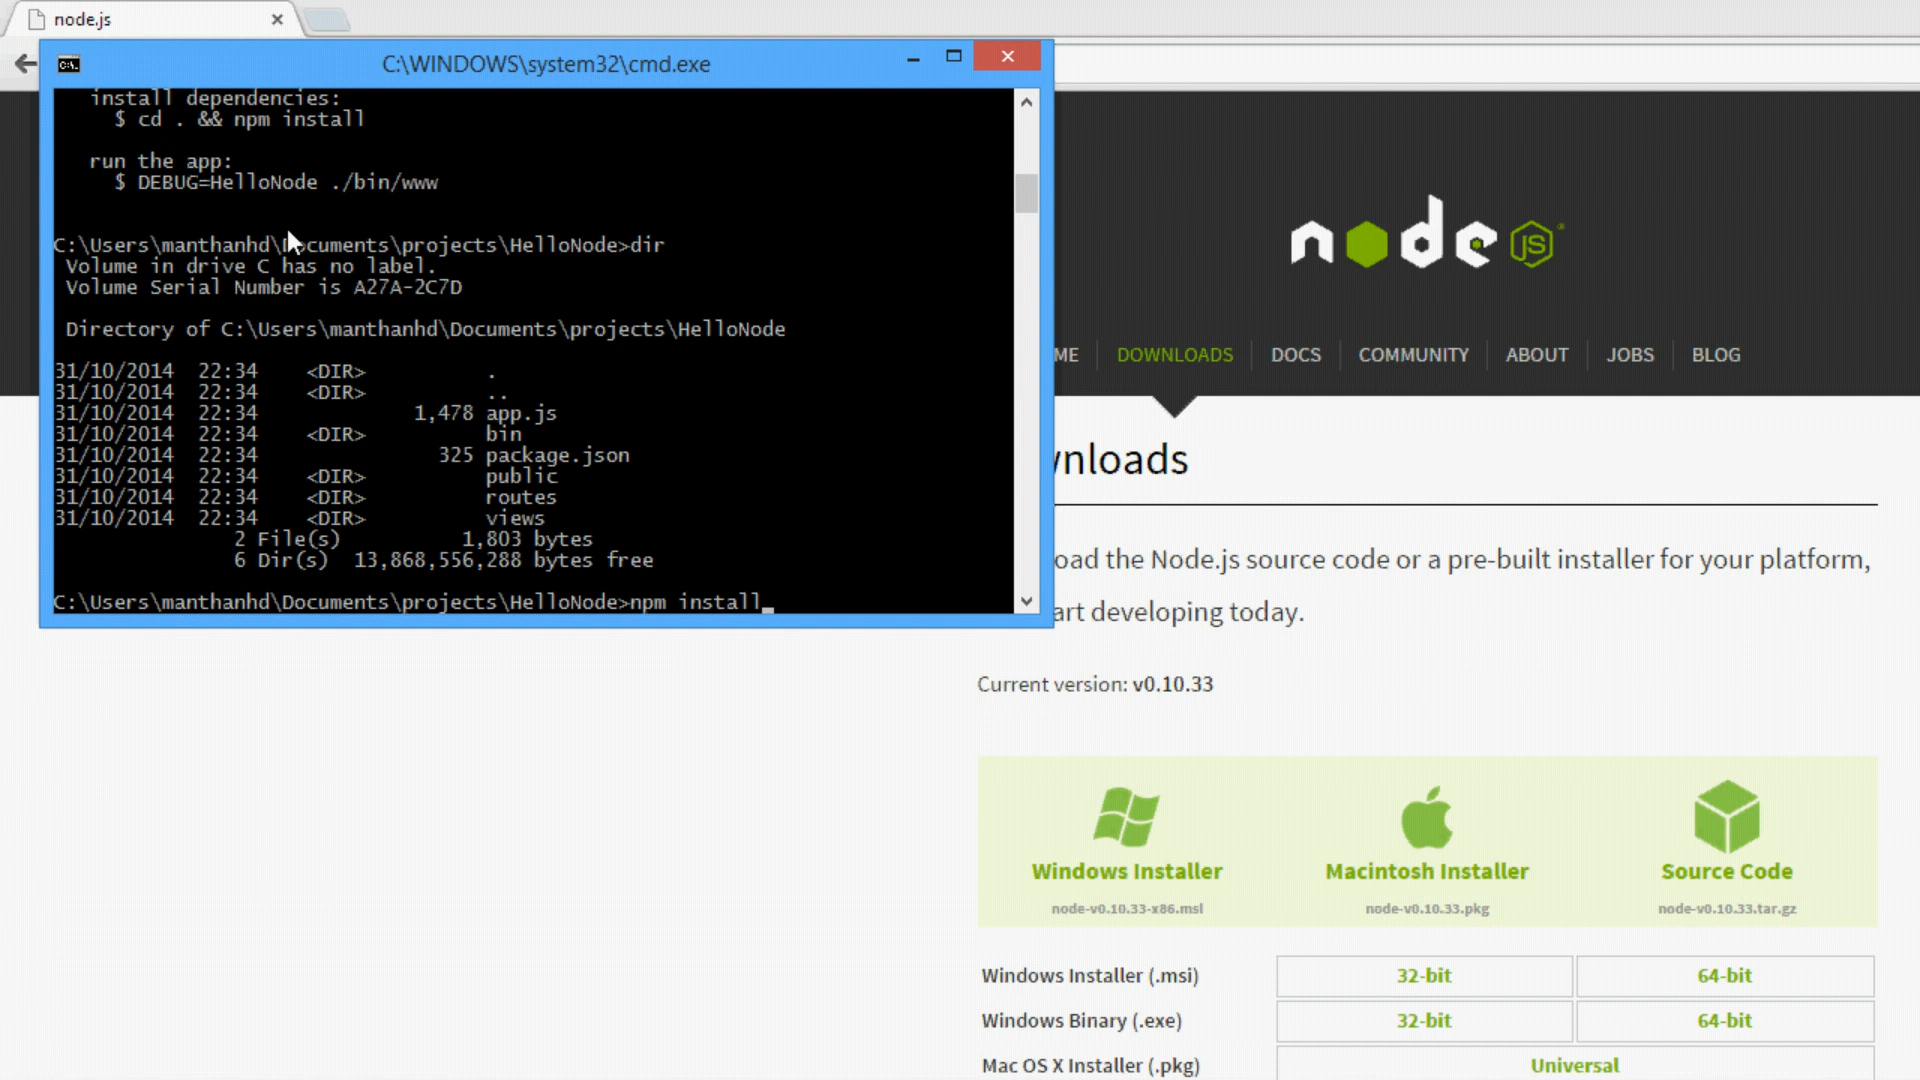 node.js
C:\WINDOWS\system32\cmd.exe
install dependencies:
$ cd . && npm install
run the app:
$ DEBUG=HelloNode ./bin/www
C:\Users\manthanhd\Documents\projects\HelloNode>dir
Volume in drive C has no label.
Volume Serial Number is A27A-2C7D
Directory of C:\Users\manthanhd\Documents\projects\HelloNode
31/10/2014 22:34 <DIR> .
31/10/2014 22:34 <DIR> ..
31/10/2014 22:34 1,478 app.js
31/10/2014 22:34 <DIR> bin
31/10/2014 22:34 325 package.json
31/10/2014 22:34 <DIR> public
31/10/2014 22:34 <DIR> routes
31/10/2014 22:34 <DIR> views
2 File(s) 1,803 bytes
6 Dir(s) 13,868,556,288 bytes free
C:\Users\manthanhd\Documents\projects\HelloNode>npm install_
node JS
ME DOWNLOADS DOCS COMMUNITY ABOUT JOBS BLOG
nloads
oad the Node.js source code or a pre-built installer for your platform,
art developing today.
Current version: v0.10.33
Windows Installer Macintosh Installer Source Code
node-v0.10.33-x86.msi node-v0.10.33.pkg node-v0.10.33.tar.gz
Windows Installer (.msi) 32-bit 64-bit
Windows Binary (.exe) 32-bit 64-bit
Mac OS X Installer (.pkg) Universal